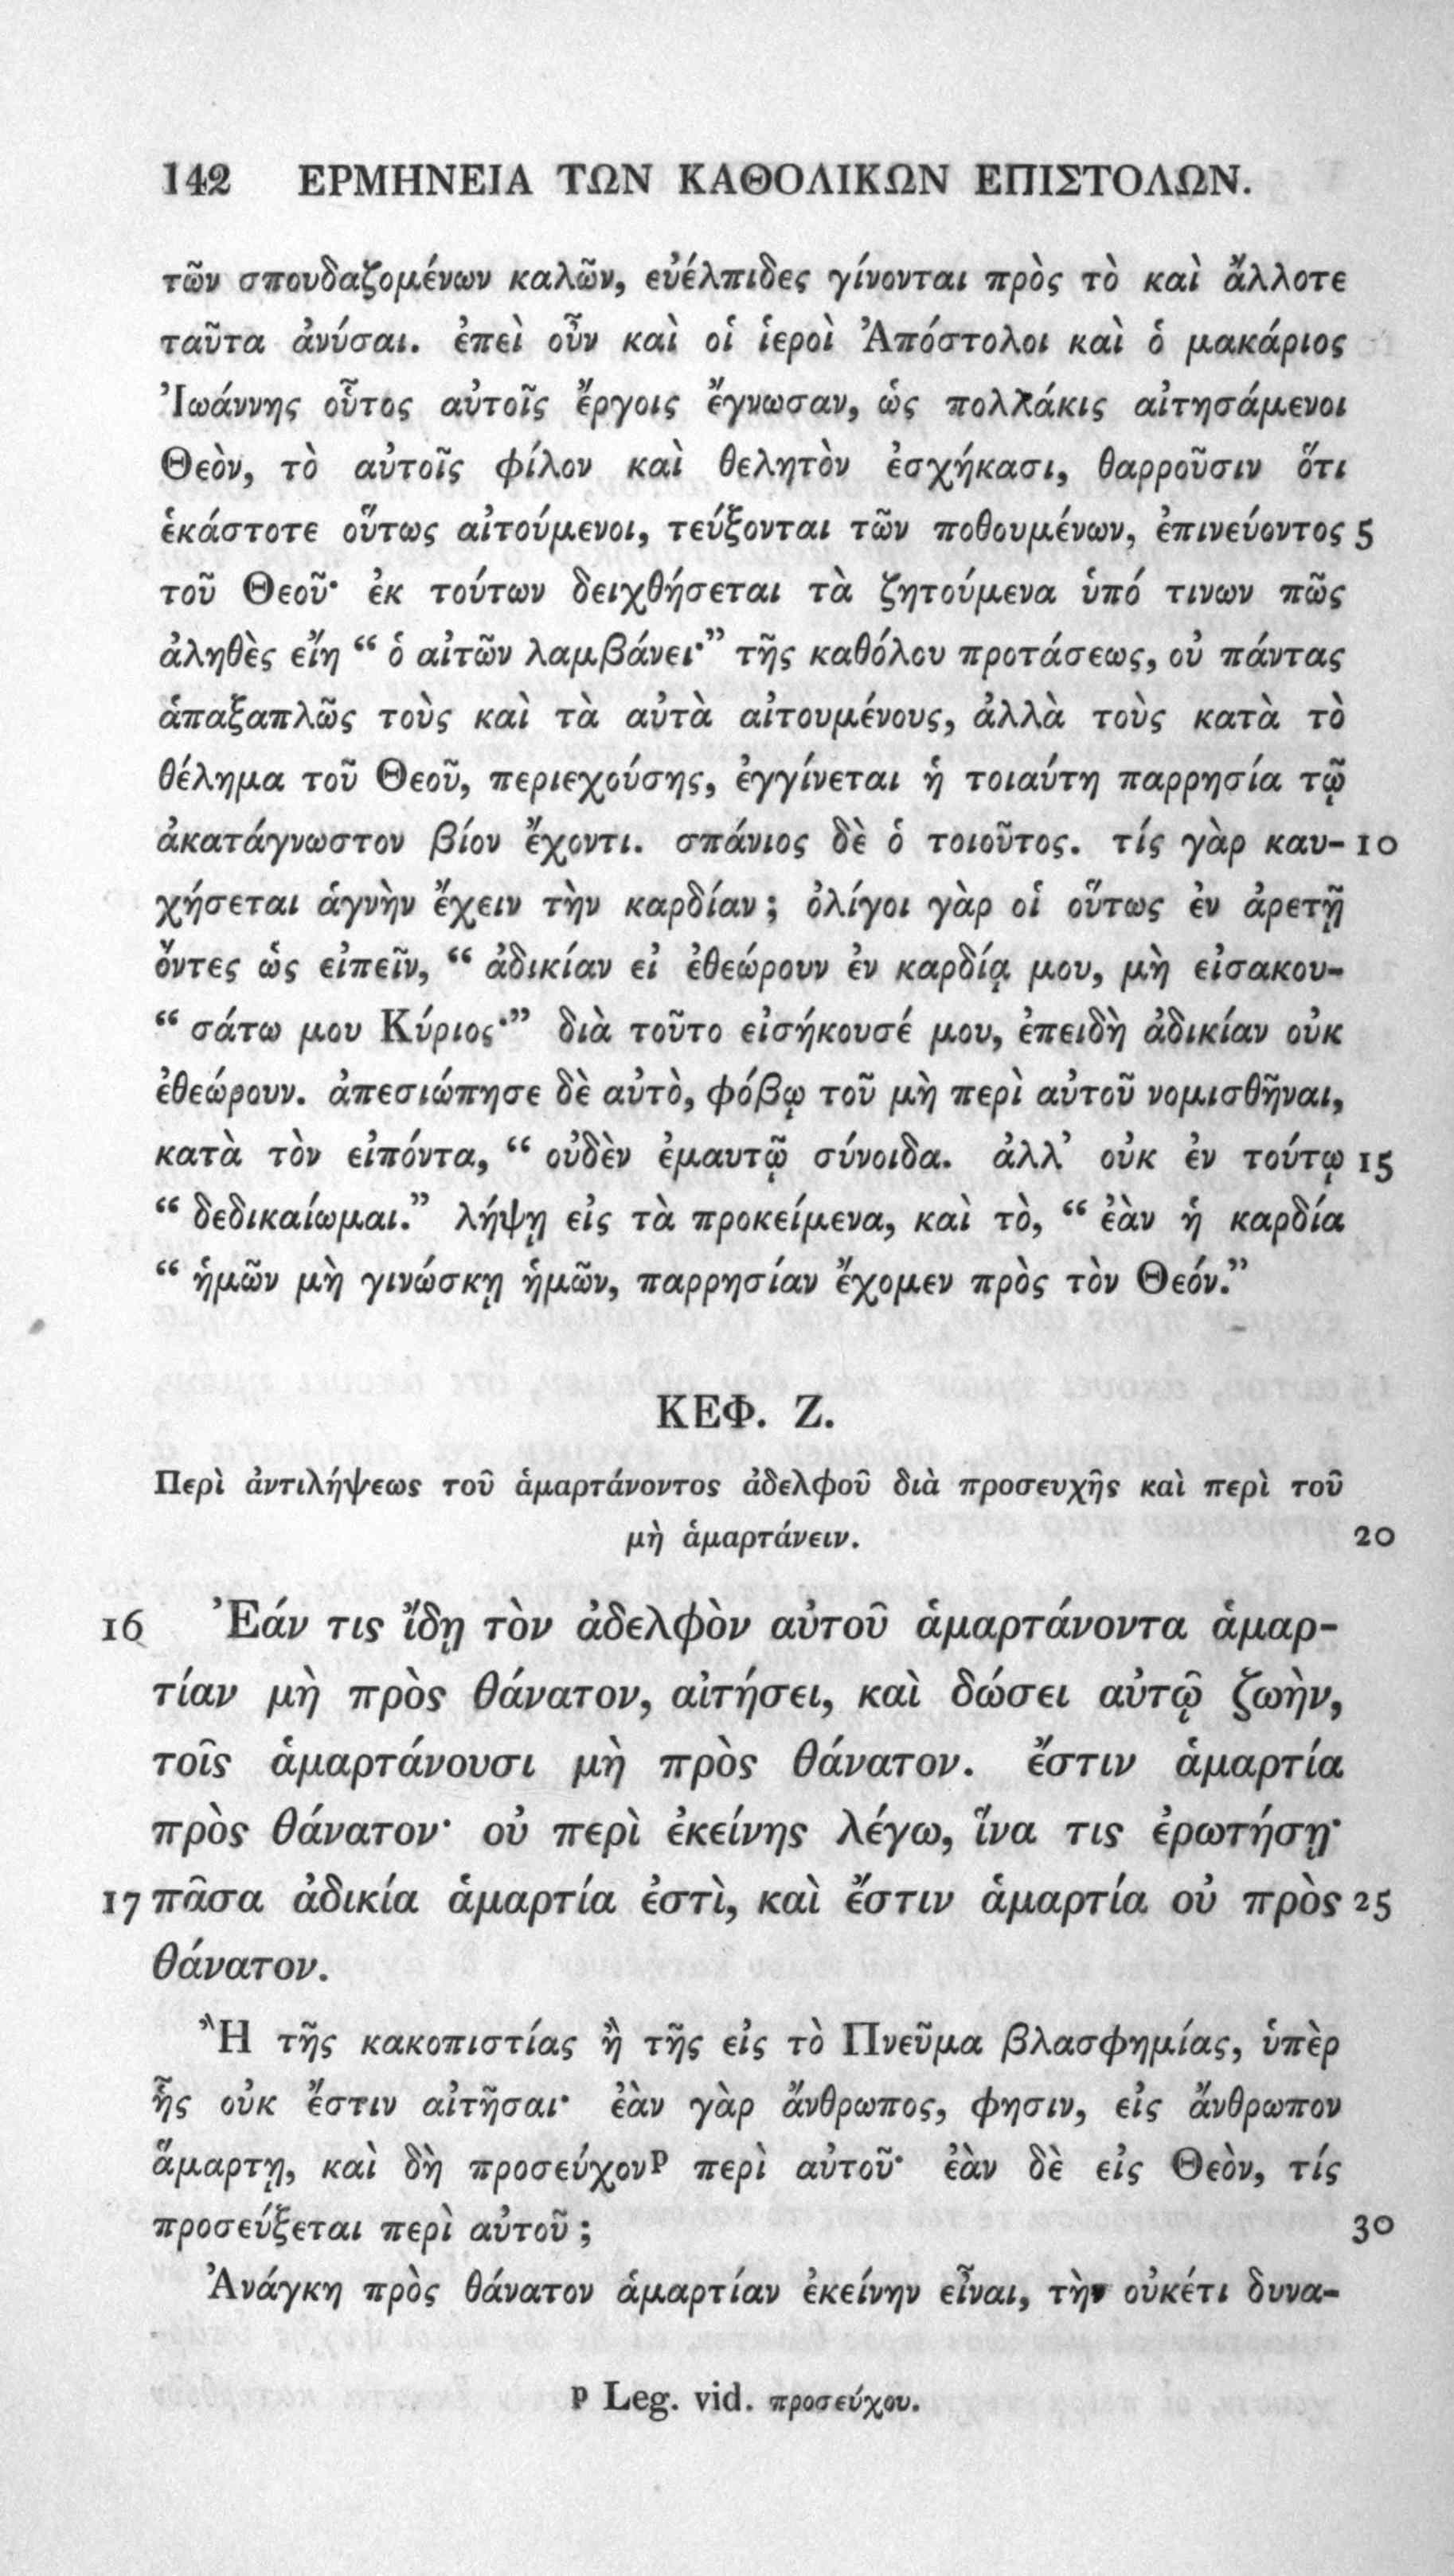 142 ΕΡΜΗΝΕΙΑ ΤΩΝ ΚΑΘΟΛΙΚΩΝ ΕΠΙΣΤΟΛΩΝ.
τῶν σπουδαζομένων καλῶν, εὐέλπιδες γίνονται πρὸς τὸ καὶ ἄλλοτε
ταῦτα ἀνύσαι. ἐπεὶ οὖν καὶ οἱ ἱεροὶ Ἀπόστολοι καὶ ὁ μακάριος
Ἰωάννης οὗτος αὐτοῖς ἔργοις ἔγνωσαν, ὡς πολλάκις αἰτησάμενοι
Θεὸν, τὸ αὐτοῖς φίλον καὶ θελητὸν ἐσχήκασι, θαρροῦσιν ὅτι
ἑκάστοτε οὕτως αἰτούμενοι, τεύξονται τῶν ποθουμένων, ἐπινεύοντος 5
τοῦ Θεοῦ· ἐκ τούτων δειχθήσεται τὰ ζητούμενα ὑπό τινων πῶς
ἀληθὲς εἴη “ ὁ αἰτῶν λαμβάνει·” τῆς καθόλου προτάσεως, οὐ πάντας
ἁπαξαπλῶς τοὺς καὶ τὰ αὐτὰ αἰτουμένους, ἀλλὰ τοὺς κατὰ τὸ
θέλημα τοῦ Θεοῦ, περιεχούσης, ἐγγίνεται ἡ τοιαύτη παρρησία τῷ
ἀκατάγνωστον βίον ἔχοντι. σπάνιος δὲ ὁ τοιοῦτος. τίς γὰρ καυ- 10
χήσεται ἁγνὴν ἔχειν τὴν καρδίαν ; ὀλίγοι γὰρ οἱ οὕτως ἐν ἀρετῇ
ὄντες ὡς εἰπεῖν, “ ἀδικίαν εἰ ἐθεώρουν ἐν καρδίᾳ μου, μὴ εἰσακου-
“ σάτω μου Κύριος·” διὰ τοῦτο εἰσήκουσέ μου, ἐπειδὴ ἀδικίαν οὐκ
ἐθεώρουν. ἀπεσιώπησε δὲ αὐτὸ, φόβῳ τοῦ μὴ περὶ αὐτοῦ νομισθῆναι,
κατὰ τὸν εἰπόντα, “ οὐδὲν ἐμαυτῷ σύνοιδα. ἀλλ’ οὐκ ἐν τούτῳ 15
“ δεδικαίωμαι.” λήψῃ εἰς τὰ προκείμενα, καὶ τὸ, “ ἐὰν ἡ καρδία
“ ἡμῶν μὴ γινώσκῃ ἡμῶν, παρρησίαν ἔχομεν πρὸς τὸν Θεόν.”
ΚΕΦ. Ζ.
Περὶ ἀντιλήψεως τοῦ ἁμαρτάνοντος ἀδελφοῦ διὰ προσευχῆς καὶ περὶ τοῦ
μὴ ἁμαρτάνειν. 20
16 Ἐάν τις ἴδῃ τὸν ἀδελφὸν αὐτοῦ ἁμαρτάνοντα ἁμαρ-
τίαν μὴ πρὸς θάνατον, αἰτήσει, καὶ δώσει αὐτῷ ζωὴν,
τοῖς ἁμαρτάνουσι μὴ πρὸς θάνατον. ἔστιν ἁμαρτία
πρὸς θάνατον· οὐ περὶ ἐκείνης λέγω, ἵνα τις ἐρωτήσῃ·
17 πᾶσα ἀδικία ἁμαρτία ἐστὶ, καὶ ἔστιν ἁμαρτία οὐ πρὸς 25
θάνατον.
Ἢ τῆς κακοπιστίας ἢ τῆς εἰς τὸ Πνεῦμα βλασφημίας, ὑπὲρ
ἧς οὐκ ἔστιν αἰτῆσαι· ἐὰν γὰρ ἄνθρωπος, φησιν, εἰς ἄνθρωπον
ἅμαρτῃ, καὶ δὴ προσεύχονᵖ περὶ αὐτοῦ· ἐὰν δὲ εἰς Θεὸν, τίς
προσεύξεται περὶ αὐτοῦ ; 30
Ἀνάγκη πρὸς θάνατον ἁμαρτίαν ἐκείνην εἶναι, τὴν οὐκέτι δυνα-
ᵖ Leg. vid. προσεύχου.